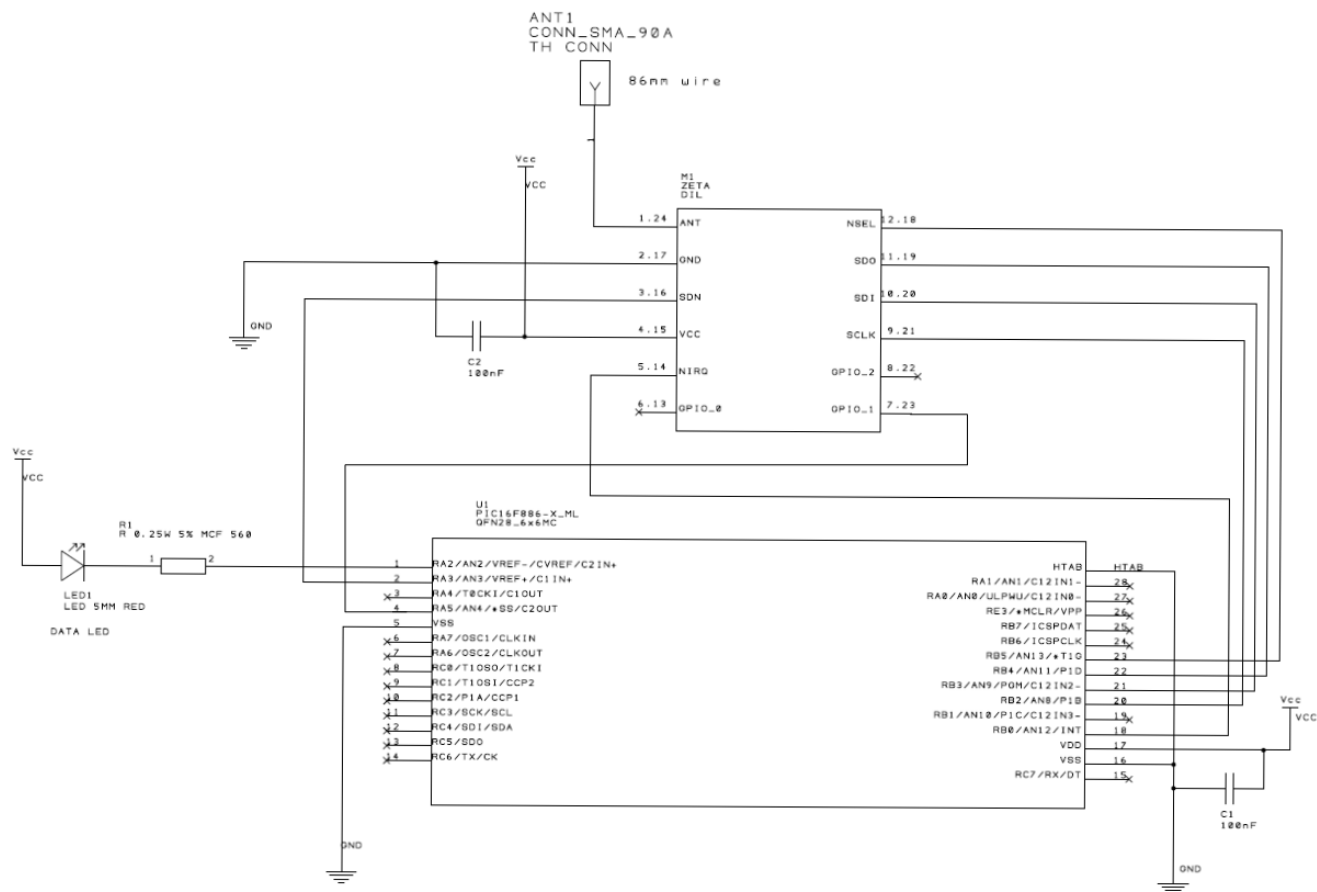 ANT1
CONN_SMA_90A
TH CONN
86mm wire
1
Vcc
VCC
M1
ZETA
DIL
1.24 ANT
2.17 GND
3.16 SDN
4.15 VCC
5.14 NIRQ
6.13 GPIO_0
NSEL 12.18
SDO 11.19
SDI 10.20
SCLK 9.21
GPIO_2 8.22
GPIO_1 7.23
GND
C2
100nF
Vcc
VCC
R1
R 0.25W 5% MCF 560
1 2
LED1
LED 5MM RED
DATA LED
U1
PIC16F886-X_ML
QFN28_6x6MC
1 RA2/AN2/VREF-/CVREF/C2IN+
2 RA3/AN3/VREF+/C1IN+
3 RA4/T0CKI/C1OUT
4 RA5/AN4/*SS/C2OUT
5 VSS
6 RA7/OSC1/CLKIN
7 RA6/OSC2/CLKOUT
8 RC0/T1OSO/T1CKI
9 RC1/T1OSI/CCP2
10 RC2/P1A/CCP1
11 RC3/SCK/SCL
12 RC4/SDI/SDA
13 RC5/SDO
14 RC6/TX/CK
HTAB HTAB
RA1/AN1/C12IN1- 28
RA0/AN0/ULPWU/C12IN0- 27
RE3/*MCLR/VPP 26
RB7/ICSPDAT 25
RB6/ICSPCLK 24
RB5/AN13/*T1G 23
RB4/AN11/P1D 22
RB3/AN9/PGM/C12IN2- 21
RB2/AN8/P1B 20
RB1/AN10/P1C/C12IN3- 19
RB0/AN12/INT 18
VDD 17
VSS 16
RC7/RX/DT 15
Vcc
VCC
C1
100nF
GND
GND